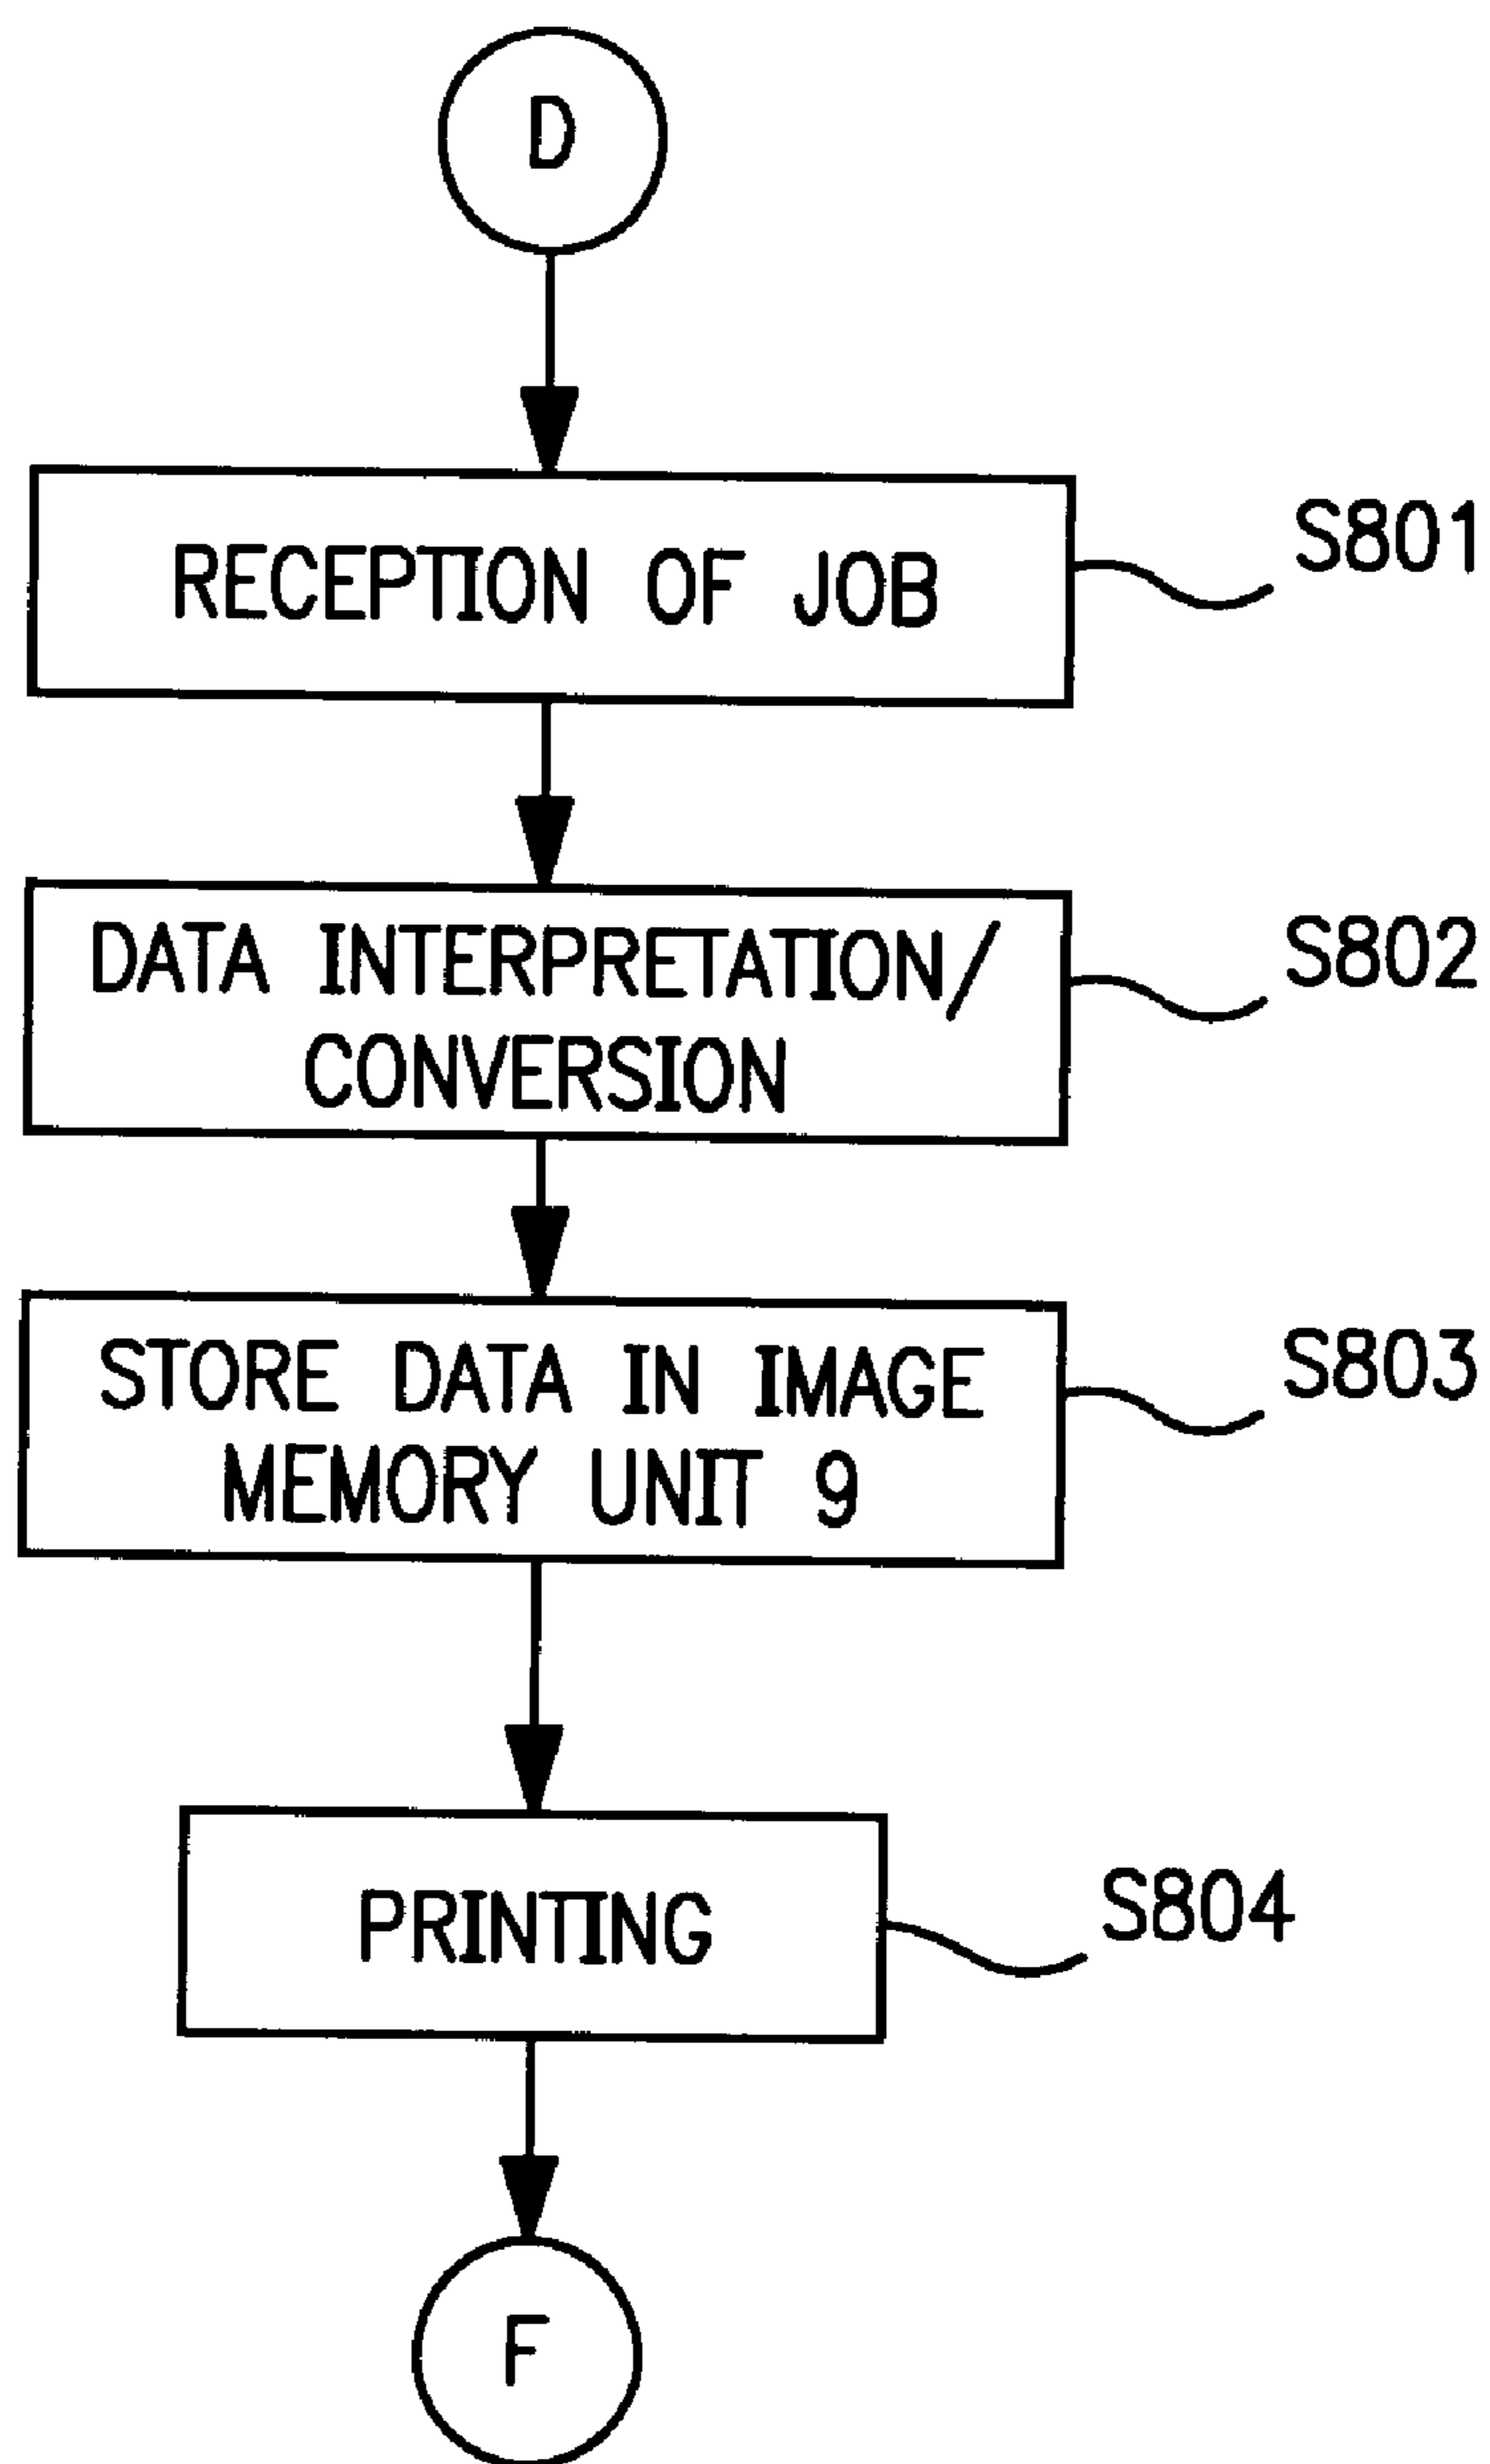 D
RECEPTION OF JOB
S801
DATA INTERPRETATION/
CONVERSION
S802
STORE DATA IN IMAGE
MEMORY UNIT 9
S803
PRINTING
S804
F